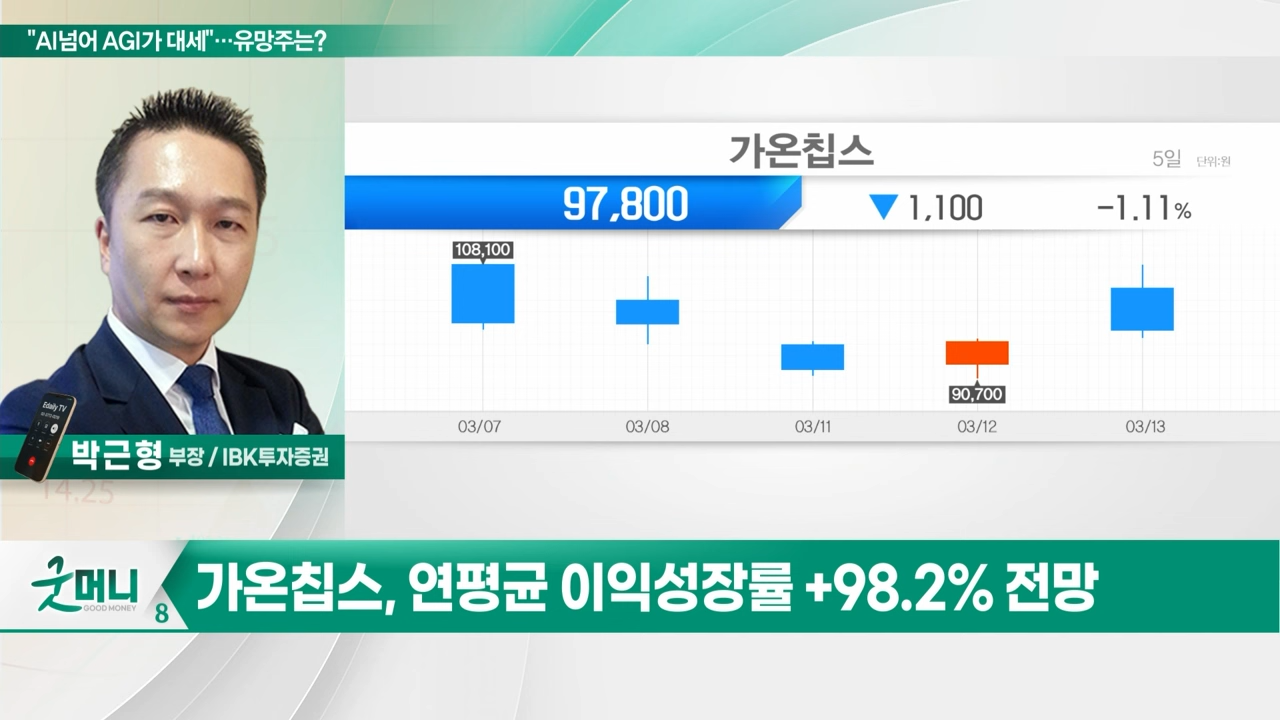 "AI넘어 AGI가 대세"…유망주는?
가온칩스
5일 단위:원
97,800 ▼ 1,100 -1.11%
108,100
90,700
03/07 03/08 03/11 03/12 03/13
Edaily TV
박근형 부장 / IBK투자증권
14.25
굿머니
GOOD MONEY
8
가온칩스, 연평균 이익성장률 +98.2% 전망